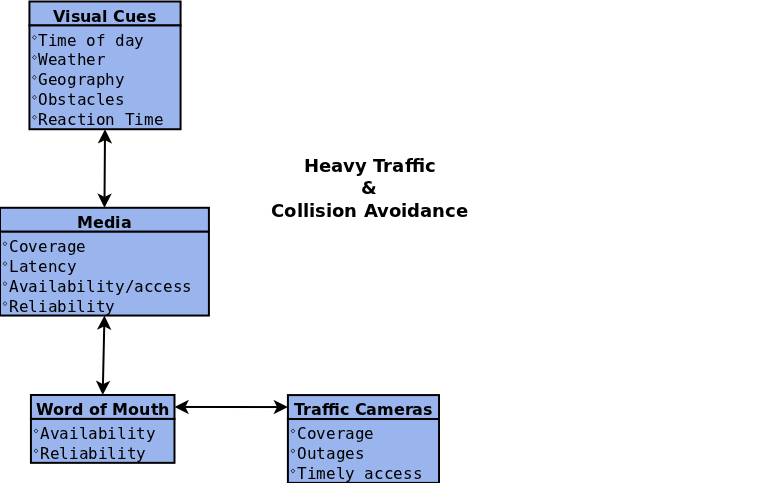 Visual Cues
◇Time of day
◇Weather
◇Geography
◇Obstacles
◇Reaction Time
Heavy Traffic
&
Collision Avoidance
Media
◇Coverage
◇Latency
◇Availability/access
◇Reliability
Word of Mouth
◇Availability
◇Reliability
Traffic Cameras
◇Coverage
◇Outages
◇Timely access